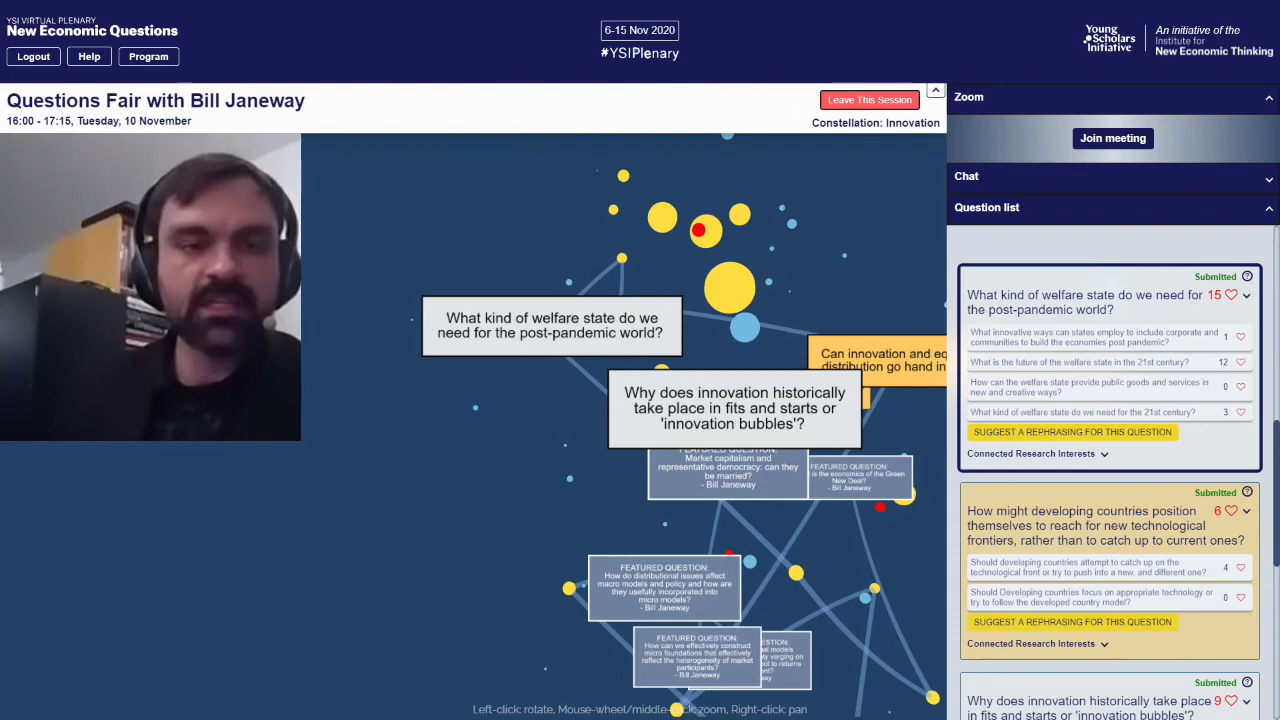 YSI VIRTUAL PLENARY
New Economic Questions
Logout
Help
Program
6-15 Nov 2020
#YSIPlenary
Young
Scholars
Initiative
An initiative of the
Institute for
New Economic Thinking
Questions Fair with Bill Janeway
16:00 - 17:15, Tuesday, 10 November
Leave This Session
Constellation: Innovation
What kind of welfare state do we
need for the post-pandemic world?
Can innovation and
distribution go hand in
Why does innovation historically
take place in fits and starts or
'innovation bubbles'?
FEATURED QUESTION:
Market capitalism and
representative democracy: can they
be married?
- Bill Janeway
FEATURED QUESTION:
is the economics of the Green
New Deal?
- Bill Janeway
FEATURED QUESTION:
How do distributional issues affect
macro models and policy and how are
they usefully incorporated into
micro models?
- Bill Janeway
FEATURED QUESTION:
How can we effectively construct
micro foundations that effectively
reflect the heterogeneity of market
participants?
- Bill Janeway
models
verging on
to returns
Left-click: rotate, Mouse-wheel/middle-click: zoom, Right-click: pan
Zoom
Join meeting
Chat
Question list
Submitted
What kind of welfare state do we need for 15
the post-pandemic world?
What innovative ways can states employ to include corporate and
communities to build the economies post pandemic? 1
What is the future of the welfare state in the 21st century? 12
How can the welfare state provide public goods and services in
new and creative ways? 0
What kind of welfare state do we need for the 21st century? 3
SUGGEST A REPHRASING FOR THIS QUESTION
Connected Research Interests
Submitted
How might developing countries position 6
themselves to reach for new technological
frontiers, rather than to catch up to current ones?
Should developing countries attempt to catch up on the
technological front or try to push into a new, and different one? 4
Should Developing countries focus on appropriate technology or
try to follow the developed country model? 0
SUGGEST A REPHRASING FOR THIS QUESTION
Connected Research Interests
Submitted
Why does innovation historically take place 9
in fits and starts or 'innovation bubbles'?